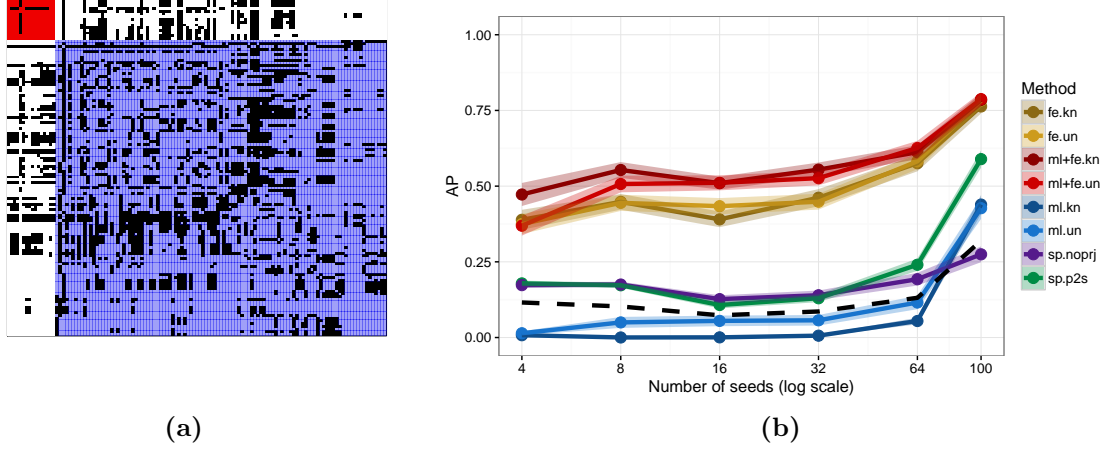 1.00
0.75
0.50
0.25
0.00
AP
4 8 16 32 64 100
Number of seeds (log scale)
Method
fe.kn
fe.un
ml+fe.kn
ml+fe.un
ml.kn
ml.un
sp.noprj
sp.p2s
(a) (b)